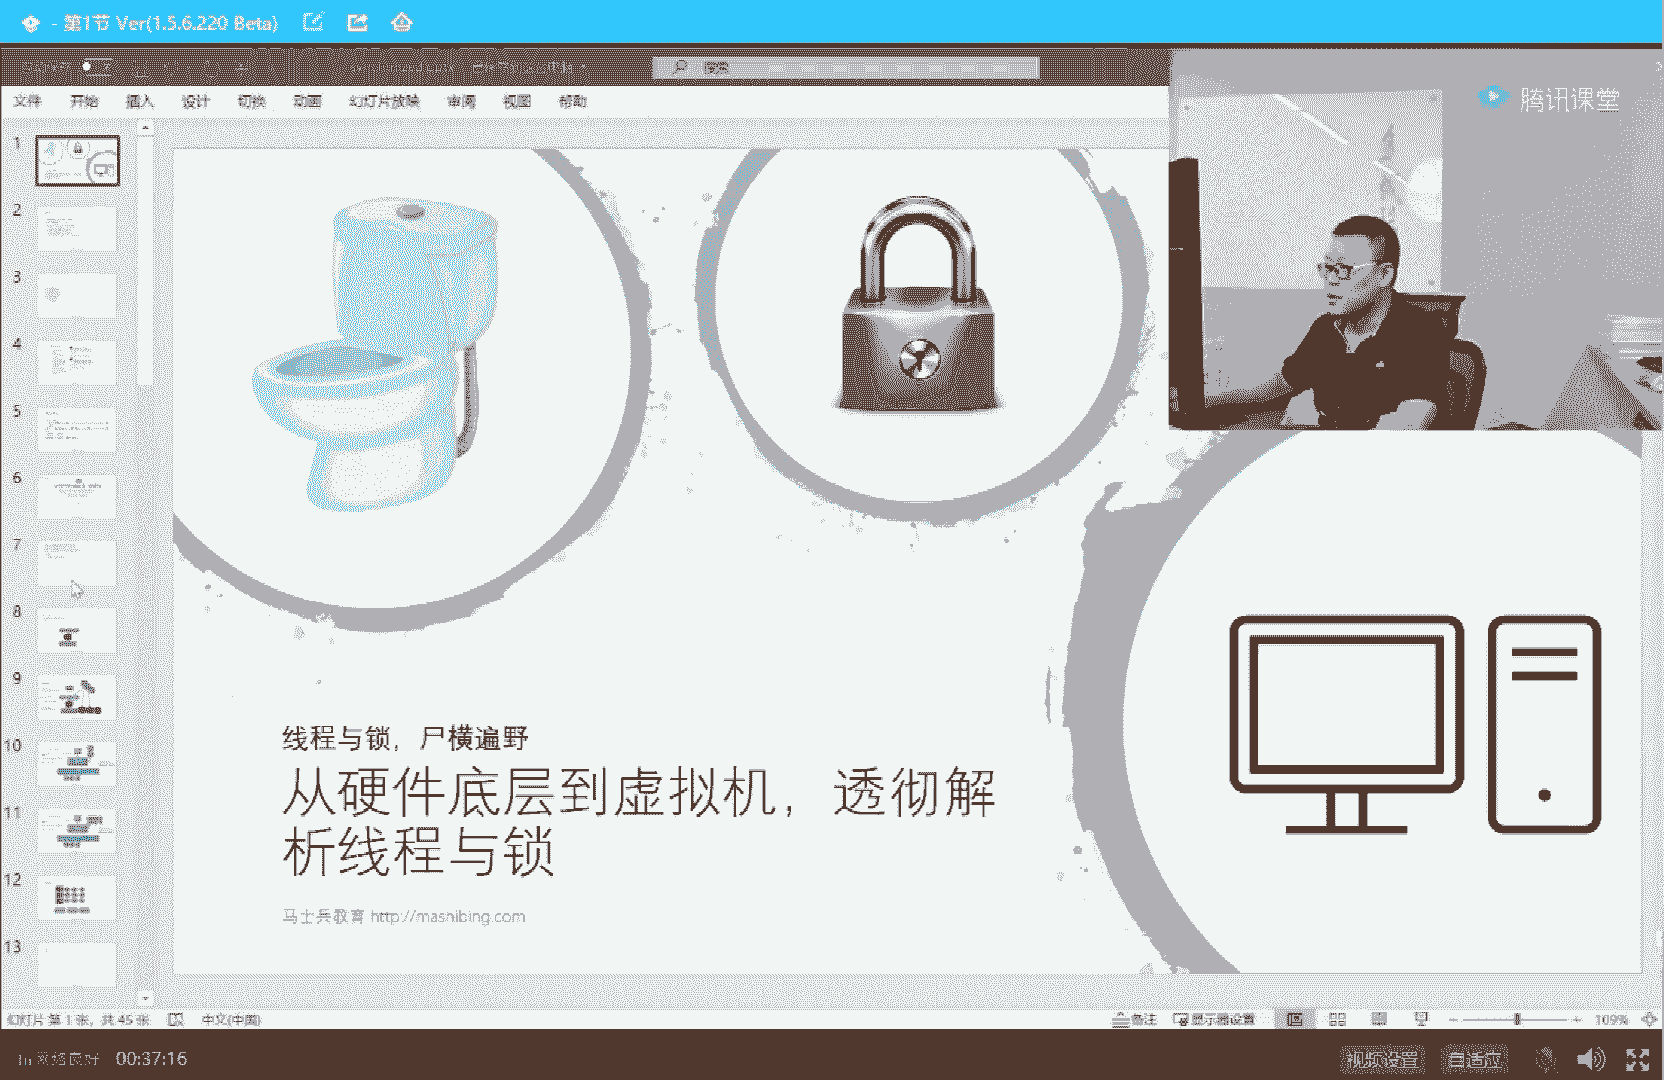 - 第1节 Ver(1.5.6.220 Beta)
搜索
文件 开始 插入 设计 切换 动画 幻灯片放映 审阅 视图 帮助
腾讯课堂
1
2
3
4
5
6
7
8
9
10
11
12
13
线程与锁，尸横遍野
从硬件底层到虚拟机，透彻解
析线程与锁
马士兵教育 http://mashibing.com
幻灯片 第 1 张，共 45 张 中文(中国) 备注 显示器设置 109%
网络良好 00:37:16 视频设置 自适应